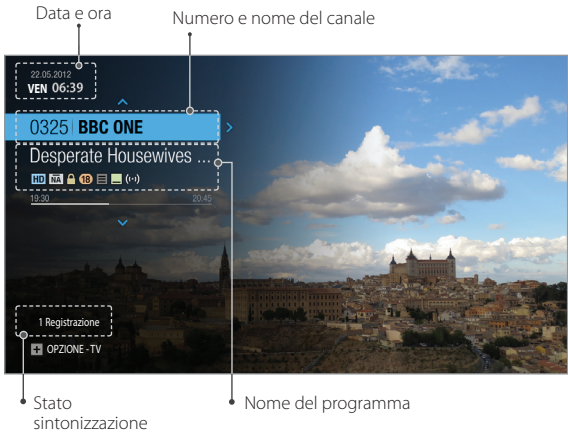 Data e ora
Numero e nome del canale
22.05.2012
VEN 06:39
0325 BBC ONE
Desperate Housewives ...
HD ÑA 18
19:30 20:45
1 Registrazione
+ OPZIONE - TV
Stato
sintonizzazione
Nome del programma